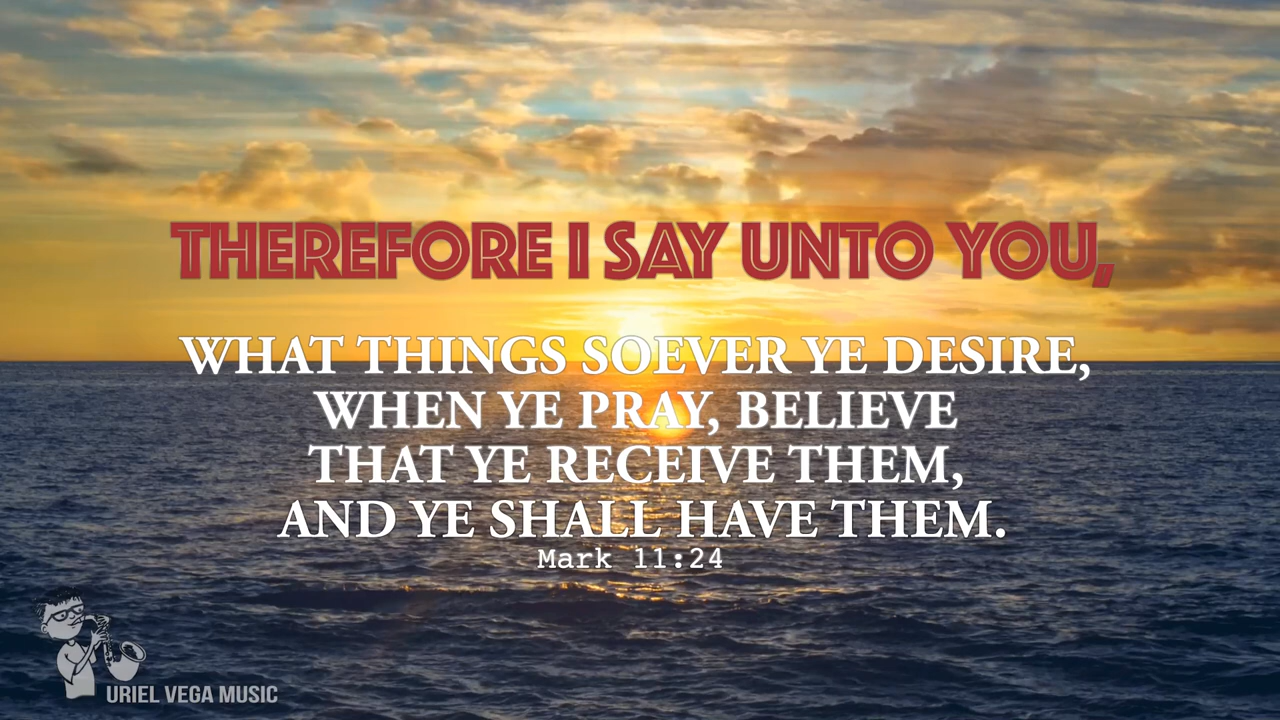 THEREFORE I SAY UNTO YOU,
WHAT THINGS SOEVER YE DESIRE,
WHEN YE PRAY, BELIEVE
THAT YE RECEIVE THEM,
AND YE SHALL HAVE THEM.
Mark 11:24
URIEL VEGA MUSIC